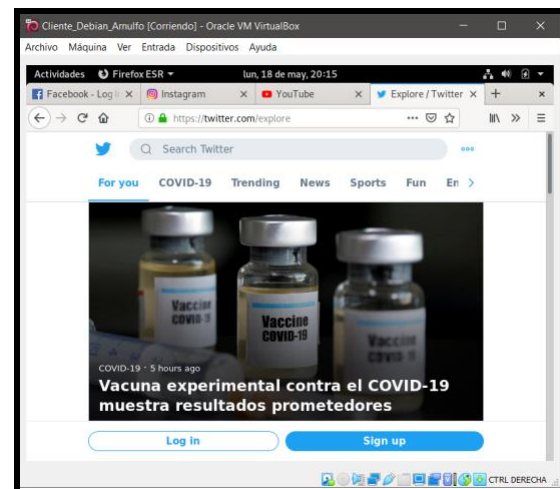 Cliente_Debian_Arnulfo [Corriendo] - Oracle VM VirtualBox
Archivo Máquina Ver Entrada Dispositivos Ayuda
Actividades Firefox ESR lun, 18 de may, 20:15
Facebook - Log I Instagram YouTube Explore / Twitter
https://twitter.com/explore
Search Twitter
For you COVID-19 Trending News Sports Fun En
Vaccine
COVID-19
Vaccine
COVID-19
Vaccine
COVID-19 · 5 hours ago
Vacuna experimental contra el COVID-19
muestra resultados prometedores
Log in Sign up
CTRL DERECHA